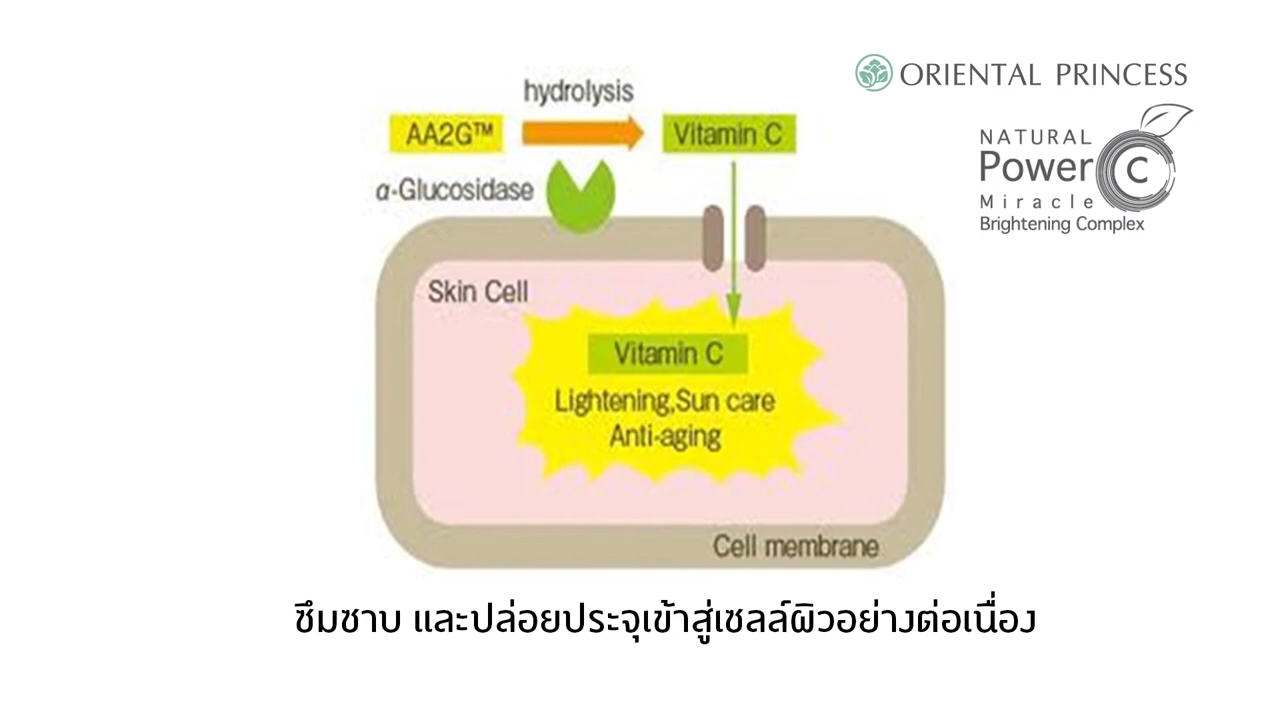 ORIENTAL PRINCESS
NATURAL
Power C
Miracle
Brightening Complex
hydrolysis
AA2G™
Vitamin C
α-Glucosidase
Skin Cell
Vitamin C
Lightening,Sun care
Anti-aging
Cell membrane
ซึมซาบ และปล่อยประจุเข้าสู่เซลล์ผิวอย่างต่อเนื่อง